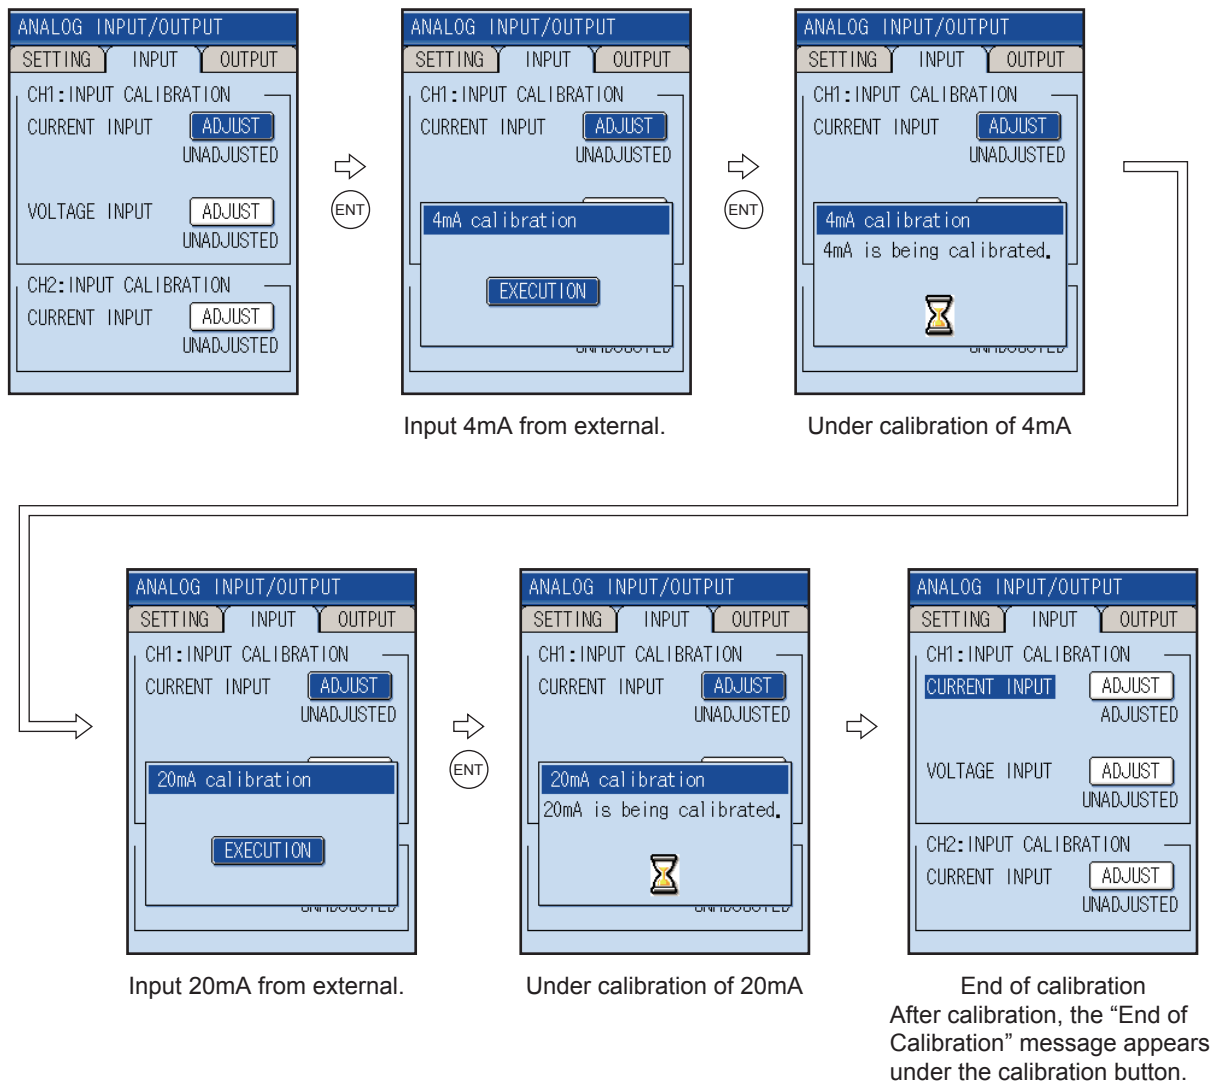 ANALOG INPUT/OUTPUT
SETTING INPUT OUTPUT
CH1:INPUT CALIBRATION
CURRENT INPUT ADJUST
UNADJUSTED
VOLTAGE INPUT ADJUST
UNADJUSTED
CH2:INPUT CALIBRATION
CURRENT INPUT ADJUST
UNADJUSTED
ENT
ANALOG INPUT/OUTPUT
SETTING INPUT OUTPUT
CH1:INPUT CALIBRATION
CURRENT INPUT ADJUST
UNADJUSTED
4mA calibration
EXECUTION
Input 4mA from external.
ENT
ANALOG INPUT/OUTPUT
SETTING INPUT OUTPUT
CH1:INPUT CALIBRATION
CURRENT INPUT ADJUST
UNADJUSTED
4mA calibration
4mA is being calibrated.
Under calibration of 4mA
ANALOG INPUT/OUTPUT
SETTING INPUT OUTPUT
CH1:INPUT CALIBRATION
CURRENT INPUT ADJUST
UNADJUSTED
20mA calibration
EXECUTION
Input 20mA from external.
ENT
ANALOG INPUT/OUTPUT
SETTING INPUT OUTPUT
CH1:INPUT CALIBRATION
CURRENT INPUT ADJUST
UNADJUSTED
20mA calibration
20mA is being calibrated.
Under calibration of 20mA
ANALOG INPUT/OUTPUT
SETTING INPUT OUTPUT
CH1:INPUT CALIBRATION
CURRENT INPUT ADJUST
ADJUSTED
VOLTAGE INPUT ADJUST
UNADJUSTED
CH2:INPUT CALIBRATION
CURRENT INPUT ADJUST
UNADJUSTED
End of calibration
After calibration, the “End of
Calibration” message appears
under the calibration button.